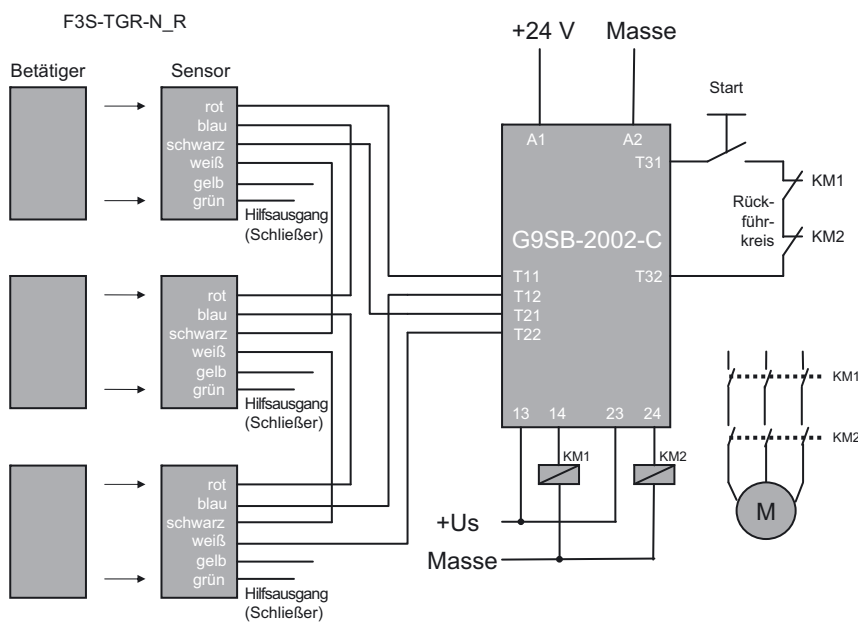 F3S-TGR-N_R
Betätiger
Sensor
rot
blau
schwarz
weiß
gelb
grün
Hilfsausgang
(Schließer)
rot
blau
schwarz
weiß
gelb
grün
Hilfsausgang
(Schließer)
rot
blau
schwarz
weiß
gelb
grün
Hilfsausgang
(Schließer)
+24 V
Masse
A1
A2
T31
G9SB-2002-C
T11
T12
T21
T22
T32
13
14
23
24
KM1
KM2
+Us
Masse
Start
KM1
Rück-
führ-
kreis
KM2
KM1
KM2
M